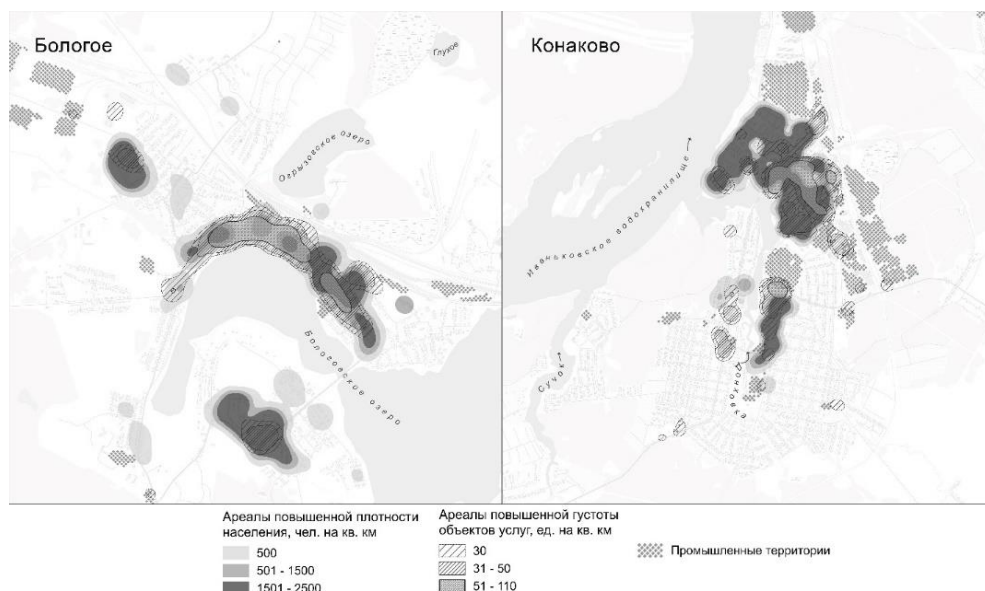 Бологое
Глухое
Огрызовское озеро
Бологовское озеро
Конаково
Иваньковское водохранилище
Сучок
Ареалы повышенной плотности
населения, чел. на кв. км
500
501 - 1500
1501 - 2500
Ареалы повышенной густоты
объектов услуг, ед. на кв. км
30
31 - 50
51 - 110
Промышленные территории